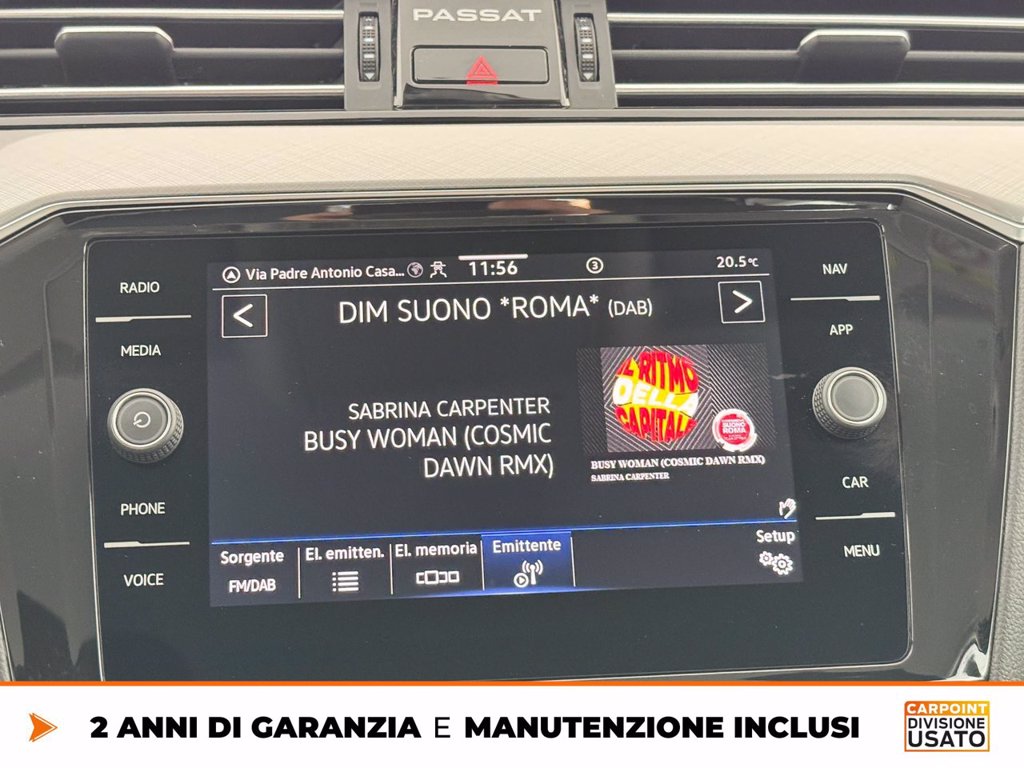 PASSAT
RADIO
MEDIA
PHONE
VOICE
Via Padre Antonio Casa...
11:56
3
20.5°C
<
DIM SUONO *ROMA* (DAB)
>
SABRINA CARPENTER
BUSY WOMAN (COSMIC
DAWN RMX)
IL RITMO
DELLA
CAPITALE
SUONO
ROMA
BUSY WOMAN (COSMIC DAWN RMX)
SABRINA CARPENTER
Sorgente
FM/DAB
El. emitten.
El. memoria
Emittente
Setup
NAV
APP
CAR
MENU
2 ANNI DI GARANZIA E MANUTENZIONE INCLUSI
CARPOINT
DIVISIONE
USATO